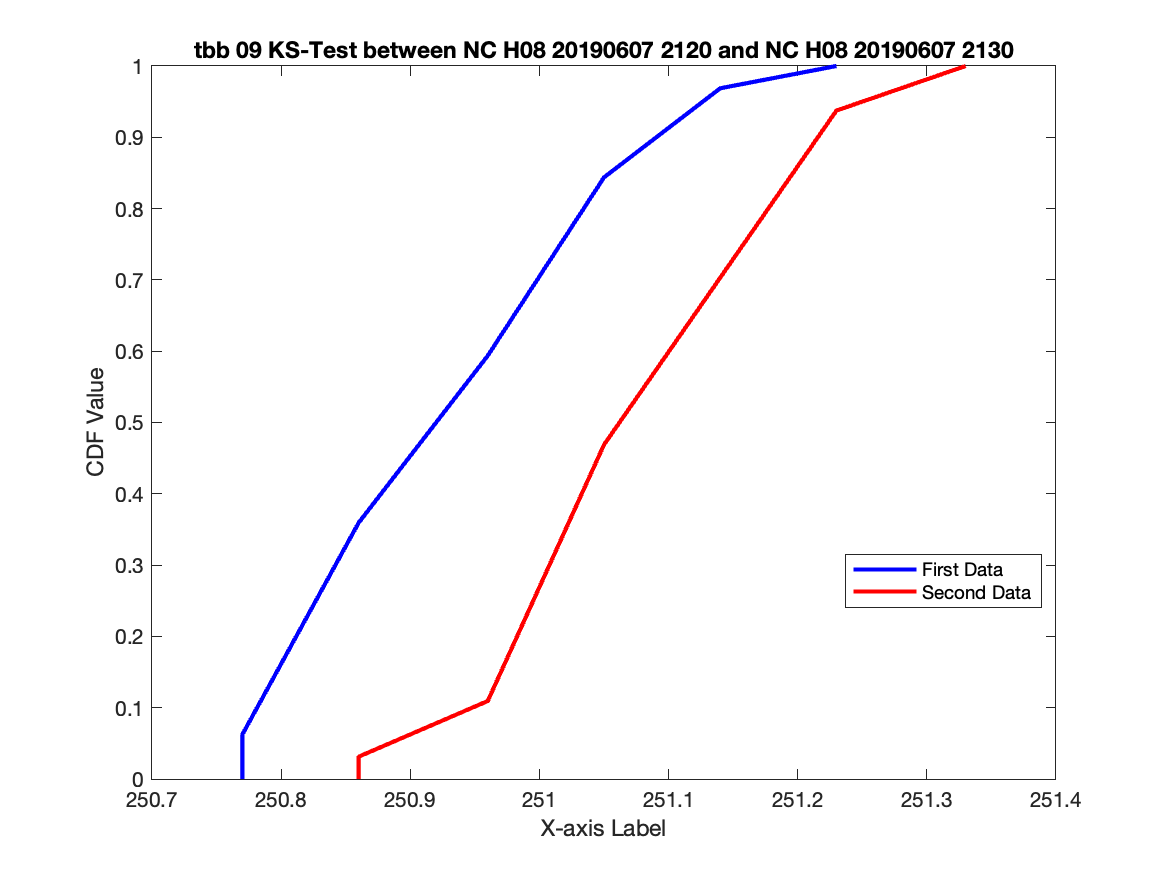 tbb 09 KS-Test between NC H08 20190607 2120 and NC H08 20190607 2130
1
0.9
0.8
0.7
0.6
0.5
0.4
0.3
0.2
0.1
0
CDF Value
First Data
Second Data
250.7 250.8 250.9 251 251.1 251.2 251.3 251.4
X-axis Label